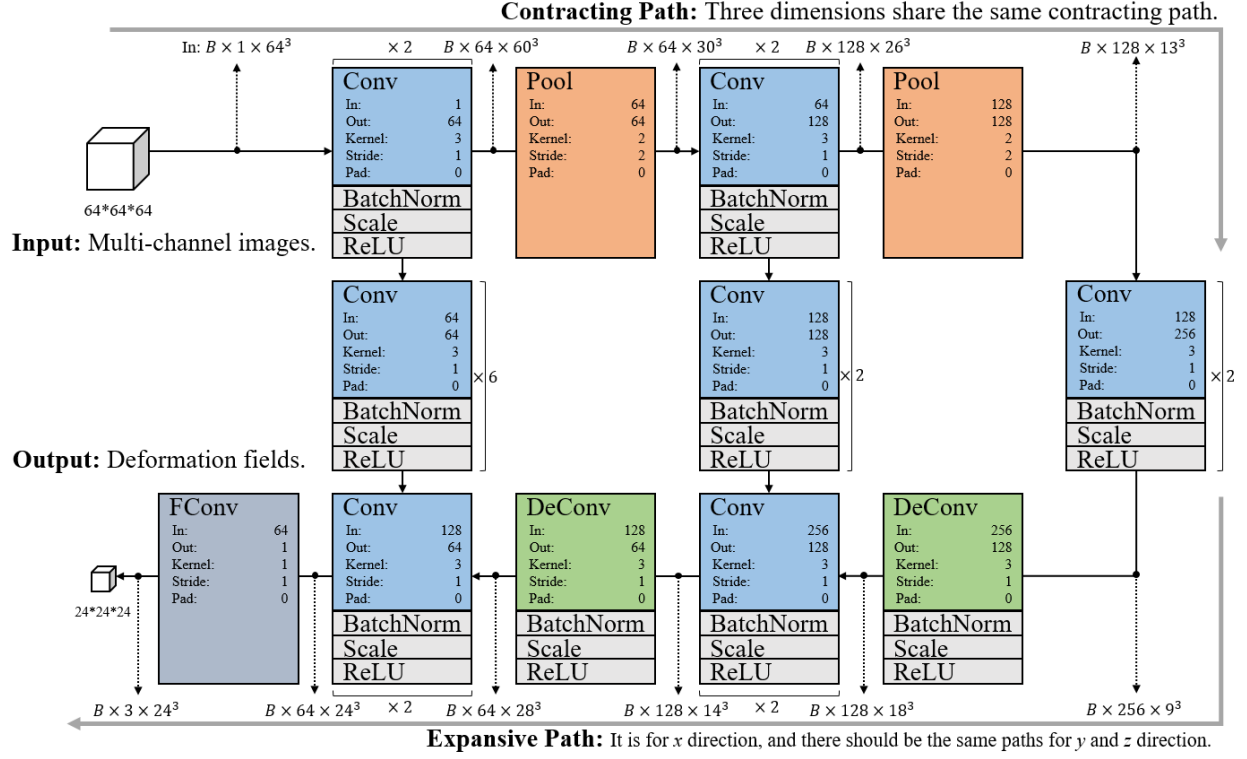 Contracting Path: Three dimensions share the same contracting path.
In: B × 1 × 64³
× 2
B × 64 × 60³
B × 64 × 30³
× 2
B × 128 × 26³
B × 128 × 13³
64*64*64
Input: Multi-channel images.
Conv
In: 1
Out: 64
Kernel: 3
Stride: 1
Pad: 0
BatchNorm
Scale
ReLU
Pool
In: 64
Out: 64
Kernel: 2
Stride: 2
Pad: 0
Conv
In: 64
Out: 128
Kernel: 3
Stride: 1
Pad: 0
BatchNorm
Scale
ReLU
Pool
In: 128
Out: 128
Kernel: 2
Stride: 2
Pad: 0
Conv
In: 64
Out: 64
Kernel: 3
Stride: 1
Pad: 0
BatchNorm
Scale
ReLU
× 6
Conv
In: 128
Out: 128
Kernel: 3
Stride: 1
Pad: 0
BatchNorm
Scale
ReLU
× 2
Conv
In: 128
Out: 256
Kernel: 3
Stride: 1
Pad: 0
BatchNorm
Scale
ReLU
× 2
Output: Deformation fields.
24*24*24
FConv
In: 64
Out: 1
Kernel: 1
Stride: 1
Pad: 0
Conv
In: 128
Out: 64
Kernel: 3
Stride: 1
Pad: 0
BatchNorm
Scale
ReLU
DeConv
In: 128
Out: 64
Kernel: 3
Stride: 1
Pad: 0
BatchNorm
Scale
ReLU
Conv
In: 256
Out: 128
Kernel: 3
Stride: 1
Pad: 0
BatchNorm
Scale
ReLU
DeConv
In: 256
Out: 128
Kernel: 3
Stride: 1
Pad: 0
BatchNorm
Scale
ReLU
B × 3 × 24³
B × 64 × 24³
× 2
B × 64 × 28³
B × 128 × 14³
× 2
B × 128 × 18³
B × 256 × 9³
Expansive Path: It is for x direction, and there should be the same paths for y and z direction.